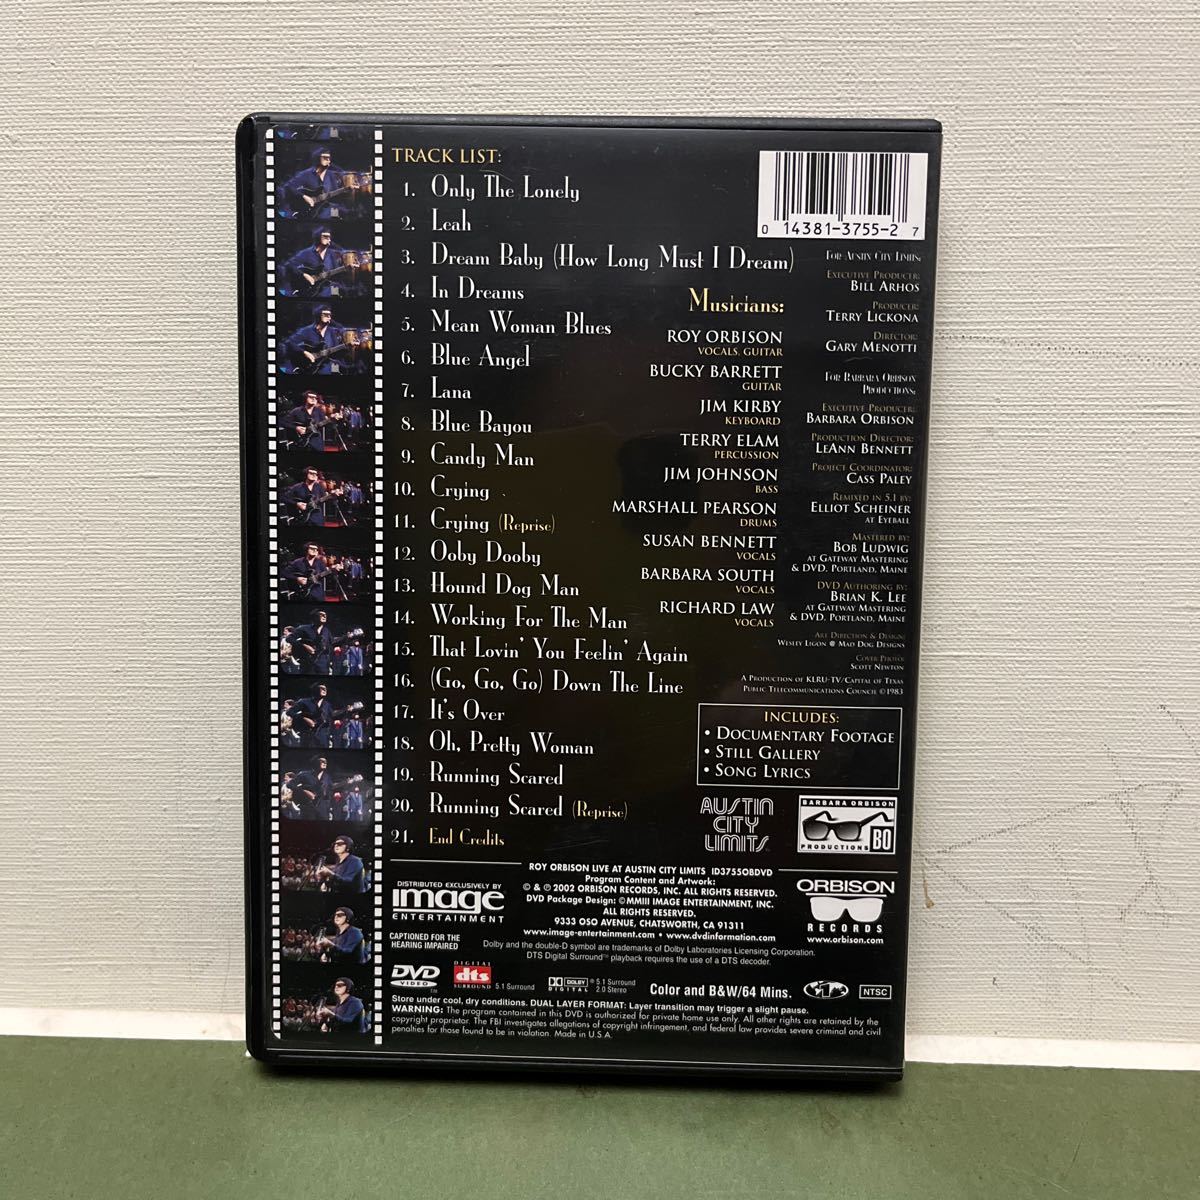 TRACK LIST:
1. Only The Lonely
2. Leah
3. Dream Baby (How Long Must I Dream)
4. In Dreams
5. Mean Woman Blues
6. Blue Angel
7. Lana
8. Blue Bayou
9. Candy Man
10. Crying
11. Crying (Reprise)
12. Ooby Dooby
13. Hound Dog Man
14. Working For The Man
15. That Lovin' You Feelin' Again
16. (Go, Go, Go) Down The Line
17. It's Over
18. Oh, Pretty Woman
19. Running Scared
20. Running Scared (Reprise)
21. End Credits
Musicians:
ROY ORBISON
VOCALS, GUITAR
BUCKY BARRETT
GUITAR
JIM KIRBY
KEYBOARD
TERRY ELAM
PERCUSSION
JIM JOHNSON
BASS
MARSHALL PEARSON
DRUMS
SUSAN BENNETT
VOCALS
BARBARA SOUTH
VOCALS
RICHARD LAW
VOCALS
0 14381-3755-2 7
FOR AUSTIN CITY LIMITS:
EXECUTIVE PRODUCER:
BILL ARHOS
PRODUCER:
TERRY LICKONA
DIRECTOR:
GARY MENOTTI
FOR BARBARA ORBISON
PRODUCTIONS:
EXECUTIVE PRODUCER:
BARBARA ORBISON
PRODUCTION DIRECTOR:
LEANN BENNETT
PROJECT COORDINATOR:
CASS PALEY
REMIXED IN 5.1 BY:
ELLIOT SCHEINER
AT EYEBALL
MASTERED BY:
BOB LUDWIG
AT GATEWAY MASTERING
& DVD, PORTLAND, MAINE
DVD AUTHORING BY:
BRIAN K. LEE
AT GATEWAY MASTERING
& DVD, PORTLAND, MAINE
ART DIRECTION & DESIGN:
WESLEY LIGON @ MAD DOG DESIGNS
COVER PHOTO:
SCOTT NEWTON
A PRODUCTION OF KLRU-TV/CAPITAL OF TEXAS
PUBLIC TELECOMMUNICATIONS COUNCIL ©1983
INCLUDES:
• DOCUMENTARY FOOTAGE
• STILL GALLERY
• SONG LYRICS
AUSTIN
CITY
LIMITS
BARBARA ORBISON
PRODUCTIONS BO
DISTRIBUTED EXCLUSIVELY BY
image
ENTERTAINMENT
CAPTIONED FOR THE
HEARING IMPAIRED
ROY ORBISON LIVE AT AUSTIN CITY LIMITS ID3755OBDVD
Program Content and Artwork:
© & ℗ 2002 ORBISON RECORDS, INC. ALL RIGHTS RESERVED.
DVD Package Design: ©MMIII IMAGE ENTERTAINMENT, INC.
ALL RIGHTS RESERVED.
9333 OSO AVENUE, CHATSWORTH, CA 91311
www.image-entertainment.com • www.dvdinformation.com
Dolby and the double-D symbol are trademarks of Dolby Laboratories Licensing Corporation.
DTS Digital Surround™ playback requires the use of a DTS decoder.
ORBISON
RECORDS
www.orbison.com
DVD
VIDEO™
DIGITAL
dts
SURROUND 5.1 Surround
DOLBY
DIGITAL
® 5.1 Surround
2.0 Stereo
Color and B&W/64 Mins.
1
NTSC
Store under cool, dry conditions. DUAL LAYER FORMAT: Layer transition may trigger a slight pause.
WARNING: The program contained in this DVD is authorized for private home use only. All other rights are retained by the
copyright proprietor. The FBI investigates allegations of copyright infringement, and federal law provides severe criminal and civil
penalties for those found to be in violation. Made in U.S.A.